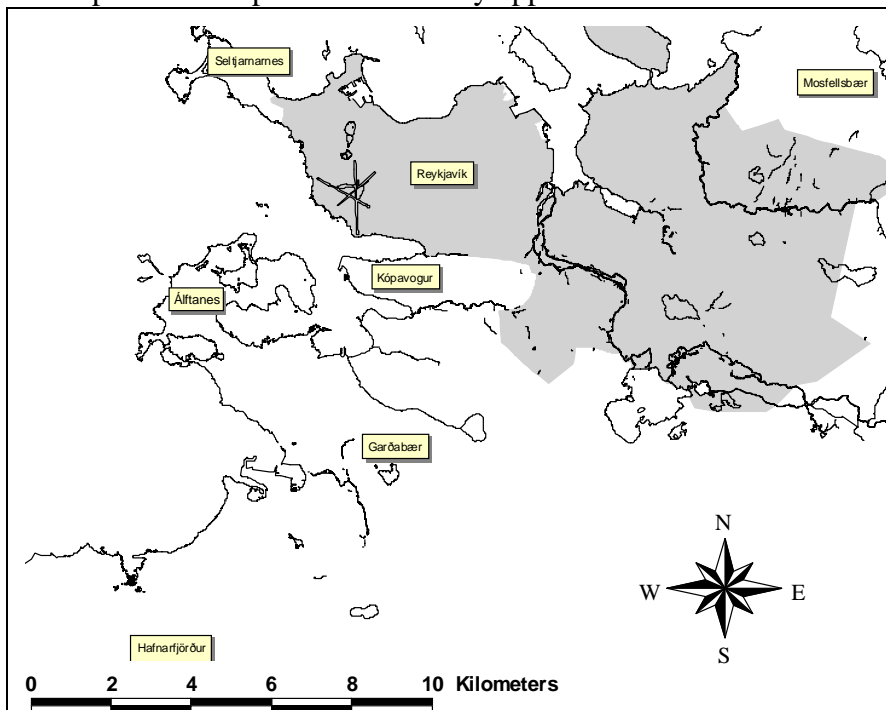 Seltjarnarnes
Mosfellsbær
Reykjavík
Kópavogur
Álftanes
Garðabær
N
W E
S
Hafnarfjörður
0 2 4 6 8 10 Kilometers